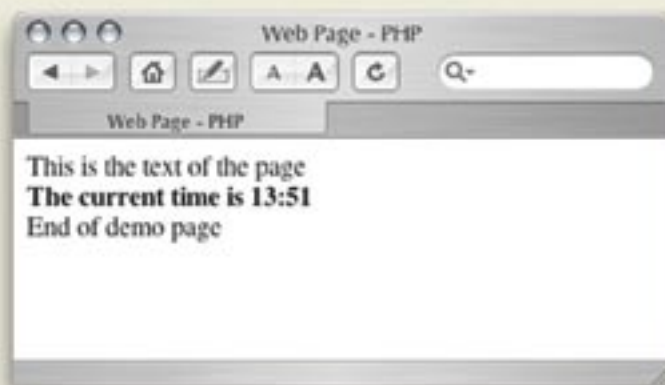 Web Page - PHP
A A
Web Page - PHP
This is the text of the page
The current time is 13:51
End of demo page